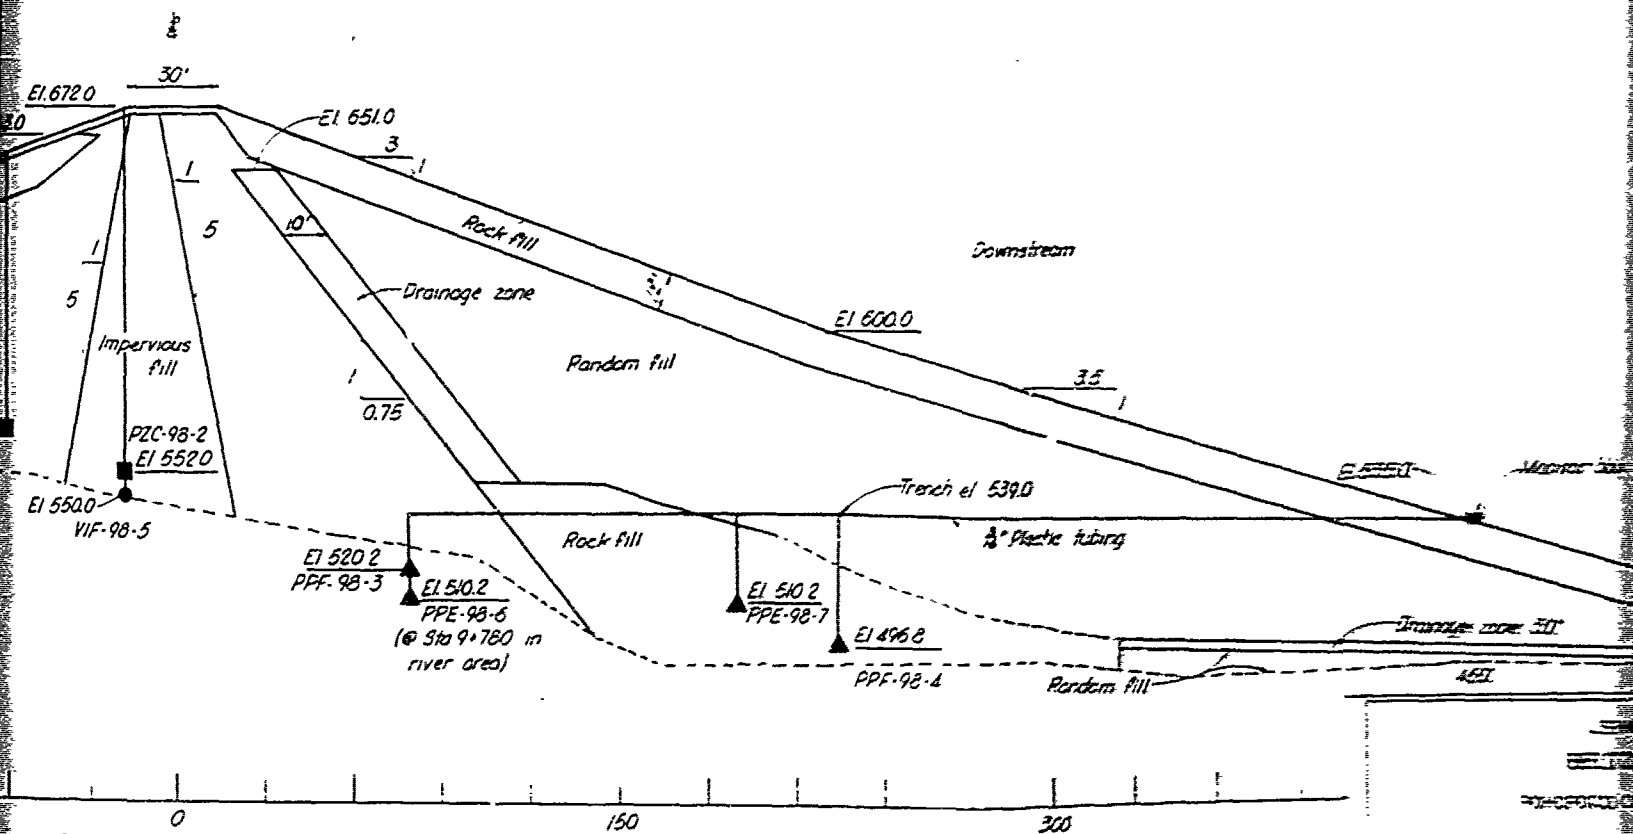 30'
El. 672.0
El. 651.0
3
1
1
5
10'
Rock fill
Downstream
1
5
Drainage zone
El 600.0
Impervious
fill
Random fill
1
0.75
3.5
1
PZC-98-2
El 552.0
El 550.0
VIF-98-5
Trench el 539.0
Rock fill
Plastic tubing
El 520.2
PPF-98-3
El. 510.2
PPE-98-6
(@ Sta 9+780 in
river area)
El. 510.2
PPE-98-7
El 496.8
PPF-98-4
Drainage zone
Random fill
0
150
300